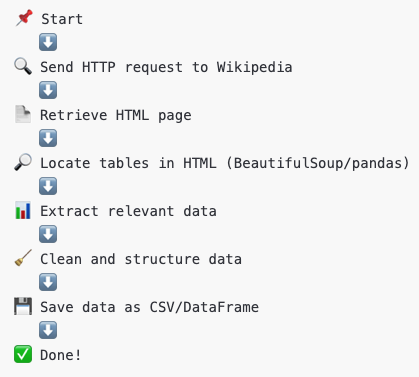 📌 Start
⬇️
🔍 Send HTTP request to Wikipedia
⬇️
📄 Retrieve HTML page
⬇️
🔎 Locate tables in HTML (BeautifulSoup/pandas)
⬇️
📊 Extract relevant data
⬇️
🧹 Clean and structure data
⬇️
💾 Save data as CSV/DataFrame
⬇️
✅ Done!